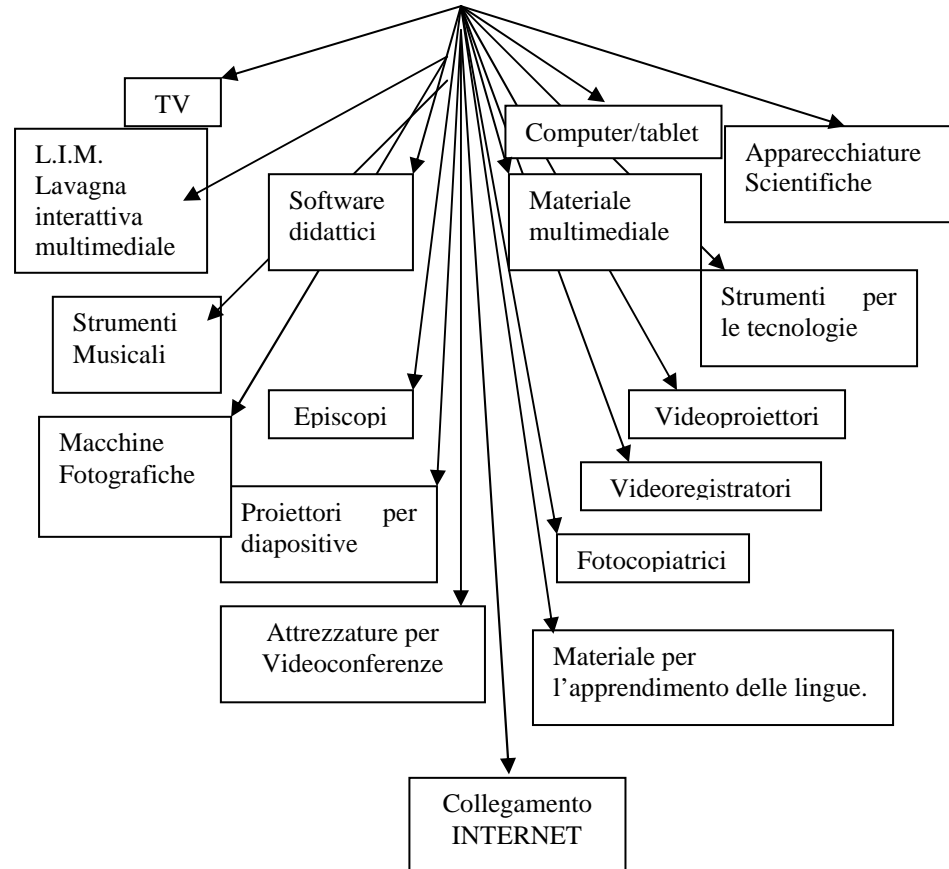 TV
Computer/tablet
L.I.M.
Lavagna
interattiva
multimediale
Apparecchiature
Scientifiche
Software
didattici
Materiale
multimediale
Strumenti per
le tecnologie
Strumenti
Musicali
Episcopi
Videoproiettori
Macchine
Fotografiche
Videoregistratori
Proiettori per
diapositive
Fotocopiatrici
Attrezzature per
Videoconferenze
Materiale per
l’apprendimento delle lingue.
Collegamento
INTERNET